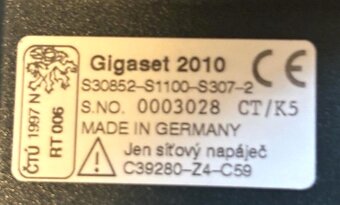 Gigaset 2010
S30852-S1100-S307-2
S.NO. 0003028 CT/K5
MADE IN GERMANY
Jen síťový napáječ
C39280-Z4-C59
CE
ČTÚ 1997 N
RT 006